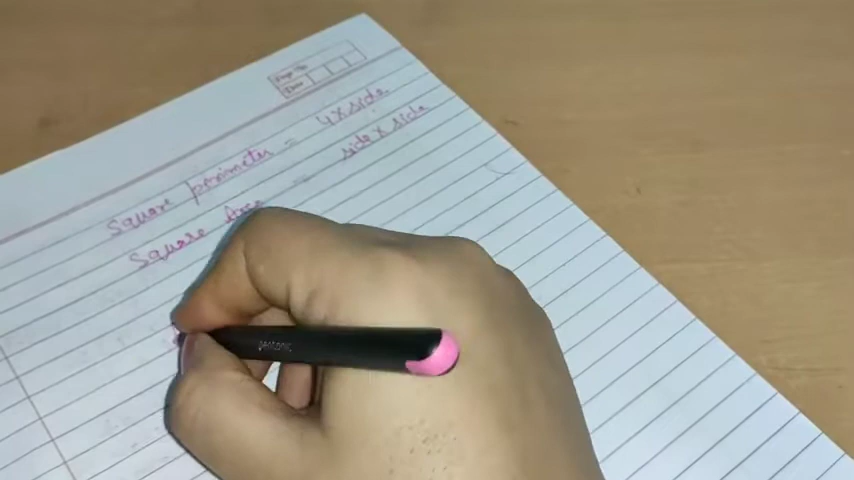 Page No.
Date
Square perimeter = 4 x side
Square Area = side x side